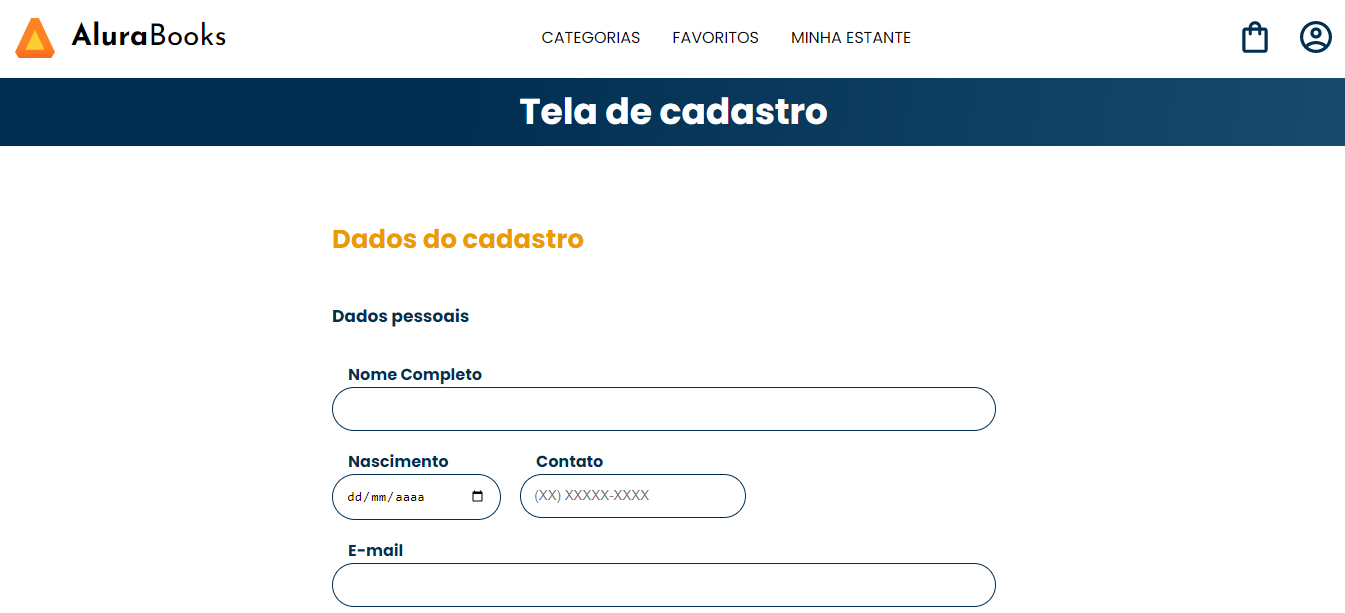 AluraBooks CATEGORIAS FAVORITOS MINHA ESTANTE
Tela de cadastro
Dados do cadastro
Dados pessoais
Nome Completo
Nascimento Contato
dd/mm/aaaa (XX) XXXXX-XXXX
E-mail